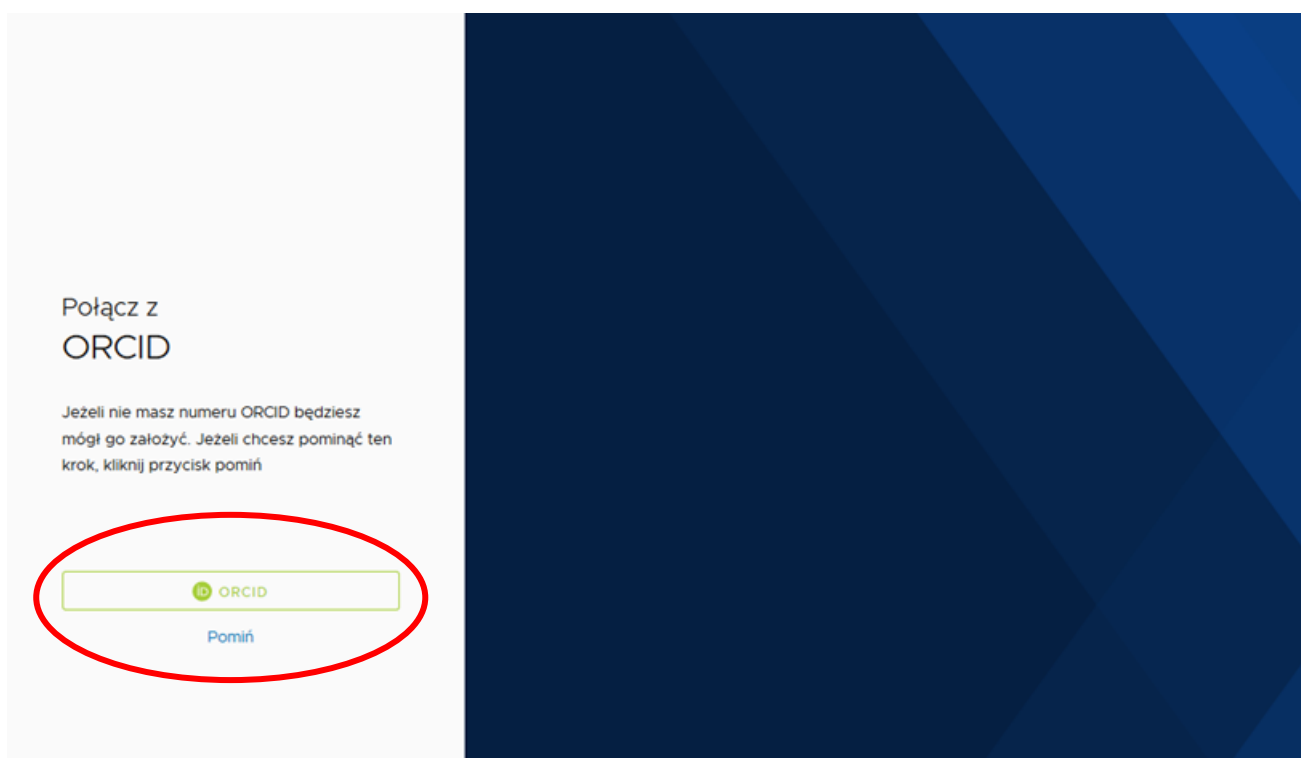 Połącz z
ORCID
Jeżeli nie masz numeru ORCID będziesz
mógł go założyć. Jeżeli chcesz pominąć ten
krok, kliknij przycisk pomiń
iD ORCID
Pomiń